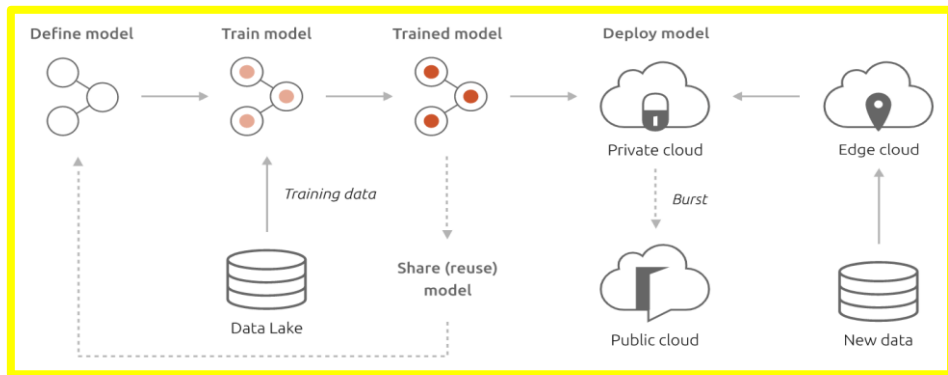 Define model
Train model
Trained model
Deploy model
Private cloud
Edge cloud
Training data
Burst
Share (reuse)
model
Data Lake
Public cloud
New data